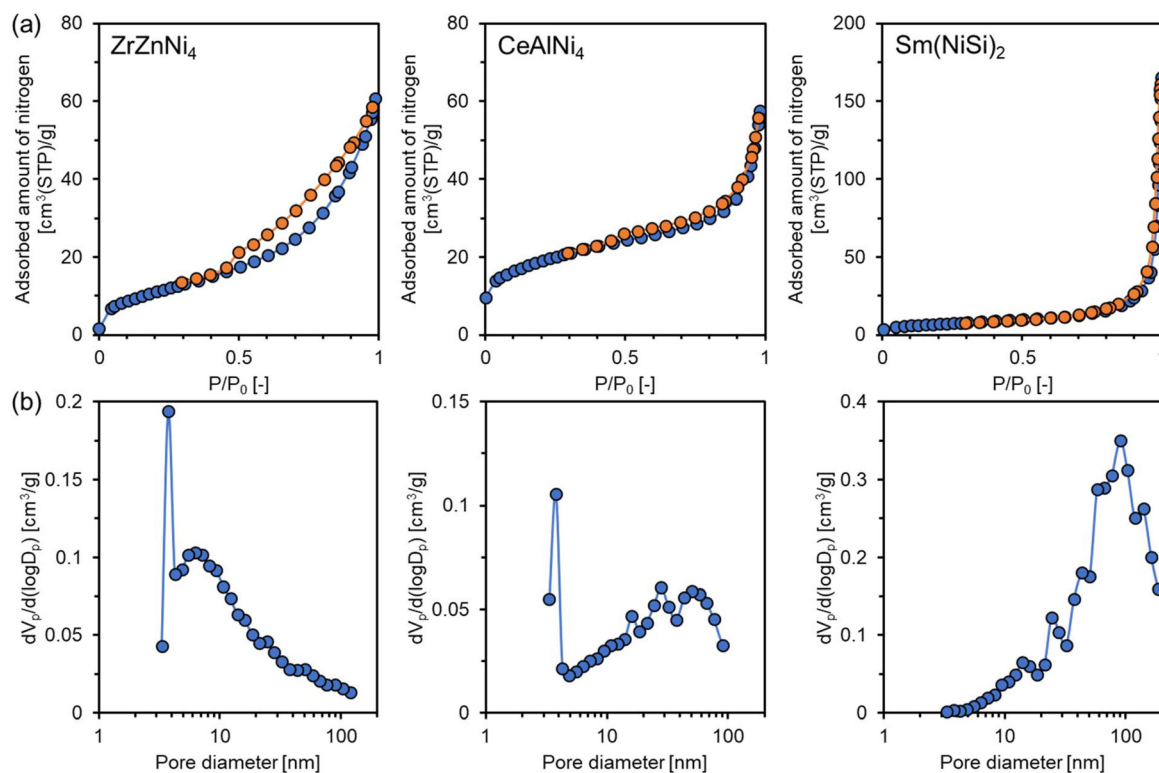 (a)
ZrZnNi4
Adsorbed amount of nitrogen
[cm3(STP)/g]
80
60
40
20
0
0
0.5
1
P/P0 [-]
CeAlNi4
Adsorbed amount of nitrogen
[cm3(STP)/g]
80
60
40
20
0
0
0.5
1
P/P0 [-]
Sm(NiSi)2
Adsorbed amount of nitrogen
[cm3(STP)/g]
200
150
100
50
0
0
0.5
1
P/P0 [-]
(b)
dVp/d(logDp) [cm3/g]
0.2
0.15
0.1
0.05
0
1
10
100
Pore diameter [nm]
dVp/d(logDp) [cm3/g]
0.15
0.1
0.05
0
1
10
100
Pore diameter [nm]
dVp/d(logDp) [cm3/g]
0.4
0.3
0.2
0.1
0
1
10
100
Pore diameter [nm]